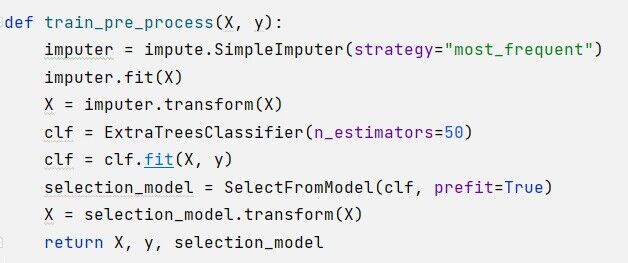 def train_pre_process(X, y):
    imputer = impute.SimpleImputer(strategy="most_frequent")
    imputer.fit(X)
    X = imputer.transform(X)
    clf = ExtraTreesClassifier(n_estimators=50)
    clf = clf.fit(X, y)
    selection_model = SelectFromModel(clf, prefit=True)
    X = selection_model.transform(X)
    return X, y, selection_model